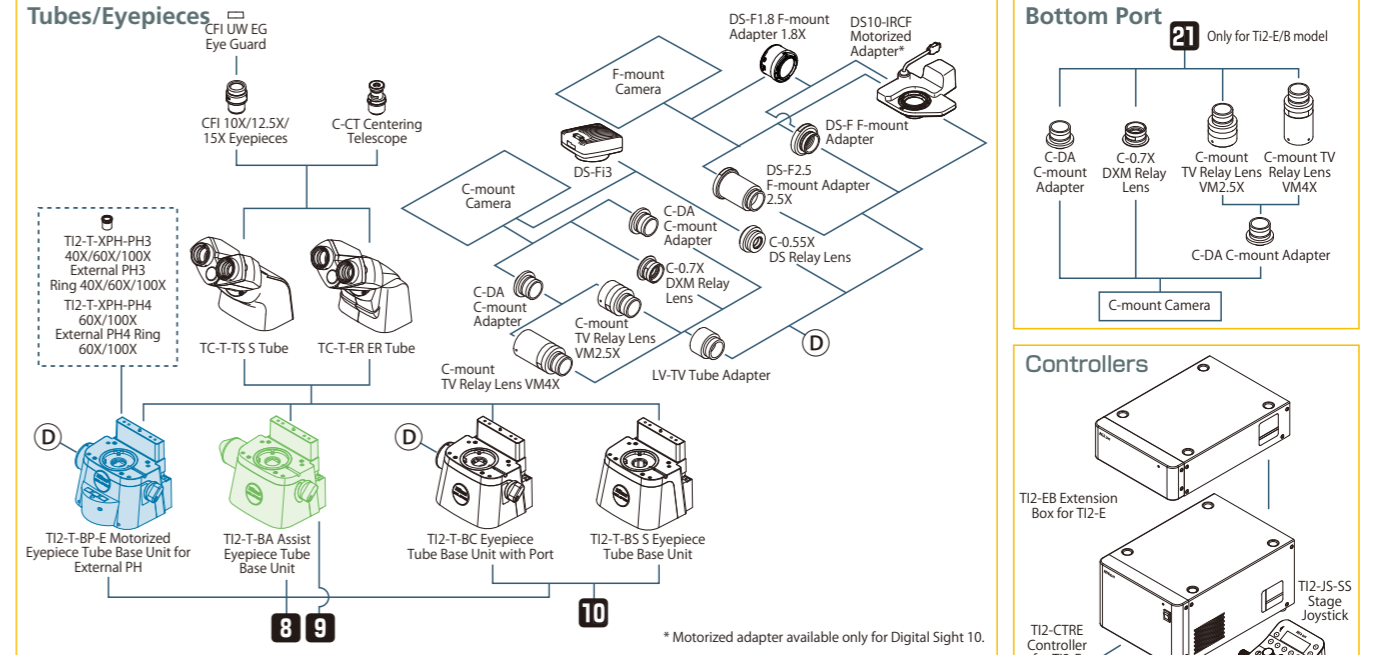 Tubes/Eyepieces
CFI UW EG
Eye Guard
CFI 10X/12.5X/
15X Eyepieces
C-CT Centering
Telescope
TI2-T-XPH-PH3
40X/60X/100X
External PH3
Ring 40X/60X/100X
TI2-T-XPH-PH4
60X/100X
External PH4 Ring
60X/100X
TC-T-TS S Tube
TC-T-ER ER Tube
DS-F1.8 F-mount
Adapter 1.8X
DS10-IRCF
Motorized
Adapter*
F-mount
Camera
DS-F F-mount
Adapter
DS-Fi3
DS-F2.5
F-mount Adapter
2.5X
C-mount
Camera
C-DA
C-mount
Adapter
C-0.55X
DS Relay Lens
C-0.7X
DXM Relay
Lens
C-DA
C-mount
Adapter
C-mount
TV Relay Lens
VM2.5X
C-mount
TV Relay Lens VM4X
LV-TV Tube Adapter
D
D
D
TI2-T-BP-E Motorized
Eyepiece Tube Base Unit for
External PH
TI2-T-BA Assist
Eyepiece Tube
Base Unit
TI2-T-BC Eyepiece
Tube Base Unit with Port
TI2-T-BS S Eyepiece
Tube Base Unit
8 9
10
* Motorized adapter available only for Digital Sight 10.
Bottom Port
21 Only for Ti2-E/B model
C-DA
C-mount
Adapter
C-0.7X
DXM Relay
Lens
C-mount
TV Relay Lens
VM2.5X
C-mount TV
Relay Lens
VM4X
C-DA C-mount Adapter
C-mount Camera
Controllers
TI2-EB Extension
Box for TI2-E
TI2-JS-SS
Stage
Joystick
TI2-CTRE
Controller